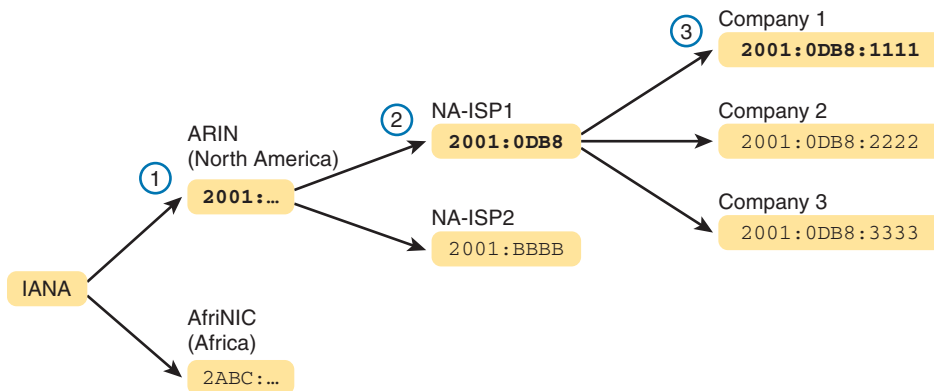 IANA
1
ARIN
(North America)
2001:…
AfriNIC
(Africa)
2ABC:…
2
NA-ISP1
2001:0DB8
NA-ISP2
2001:BBBB
3
Company 1
2001:0DB8:1111
Company 2
2001:0DB8:2222
Company 3
2001:0DB8:3333